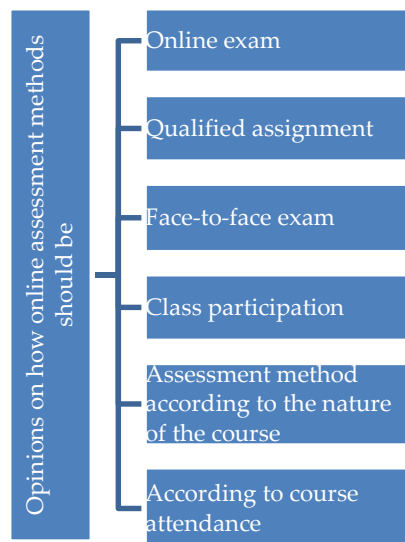 Opinions on how online assessment methods
should be
Online exam
Qualified assignment
Face-to-face exam
Class participation
Assessment method
according to the nature
of the course
According to course
attendance